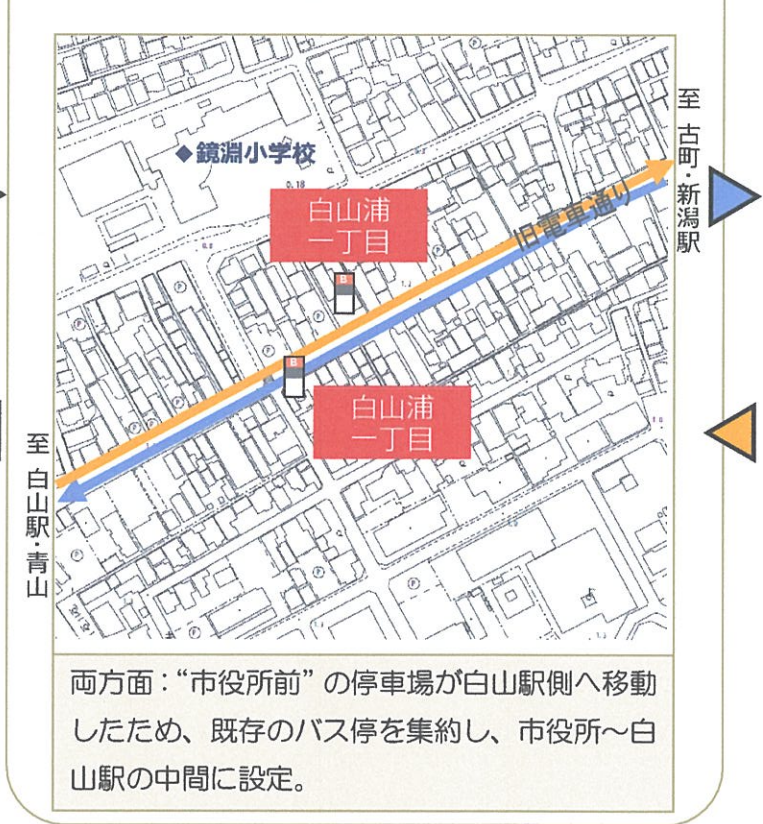 ◆鏡淵小学校
白山浦
一丁目
旧電車通り
至 古町・新潟駅
B
B
白山浦
一丁目
至 白山駅・青山
両方面：“市役所前” の停車場が白山駅側へ移動
したため、既存のバス停を集約し、市役所～白
山駅の中間に設定。